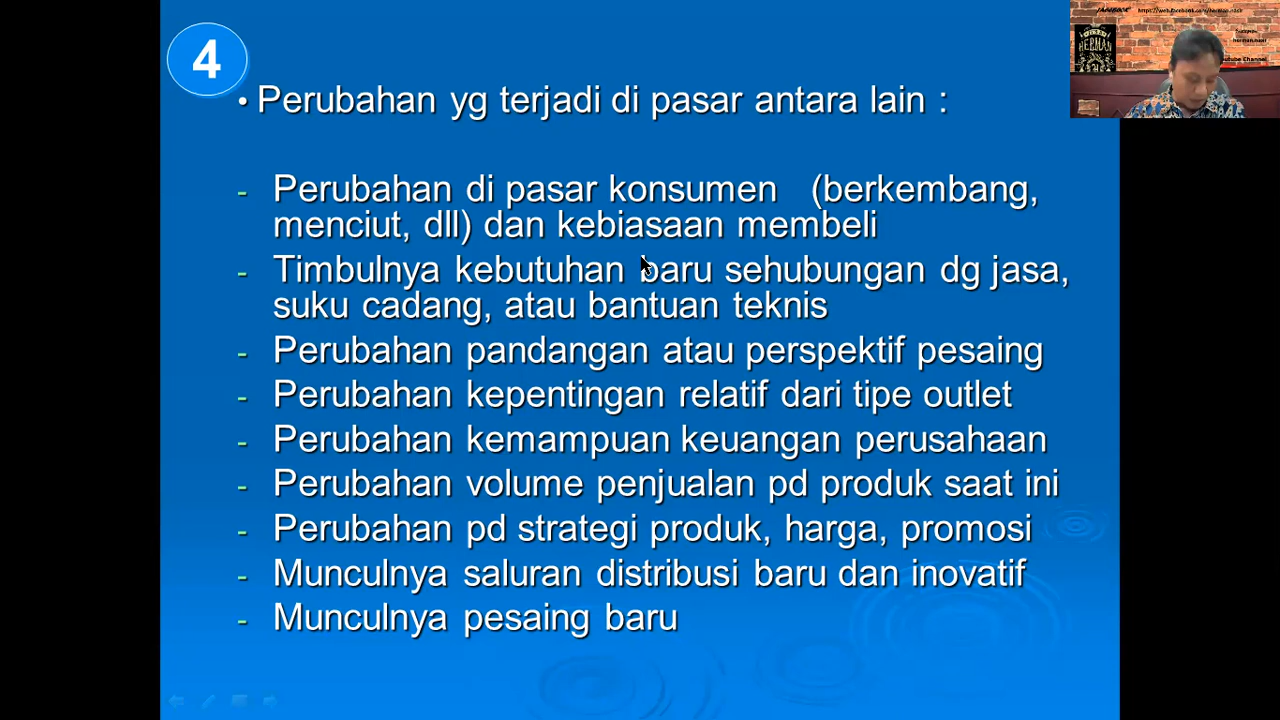 4
• Perubahan yg terjadi di pasar antara lain :
- Perubahan di pasar konsumen (berkembang,
menciut, dll) dan kebiasaan membeli
- Timbulnya kebutuhan baru sehubungan dg jasa,
suku cadang, atau bantuan teknis
- Perubahan pandangan atau perspektif pesaing
- Perubahan kepentingan relatif dari tipe outlet
- Perubahan kemampuan keuangan perusahaan
- Perubahan volume penjualan pd produk saat ini
- Perubahan pd strategi produk, harga, promosi
- Munculnya saluran distribusi baru dan inovatif
- Munculnya pesaing baru
FACEBOOK
HERMAN
Channel